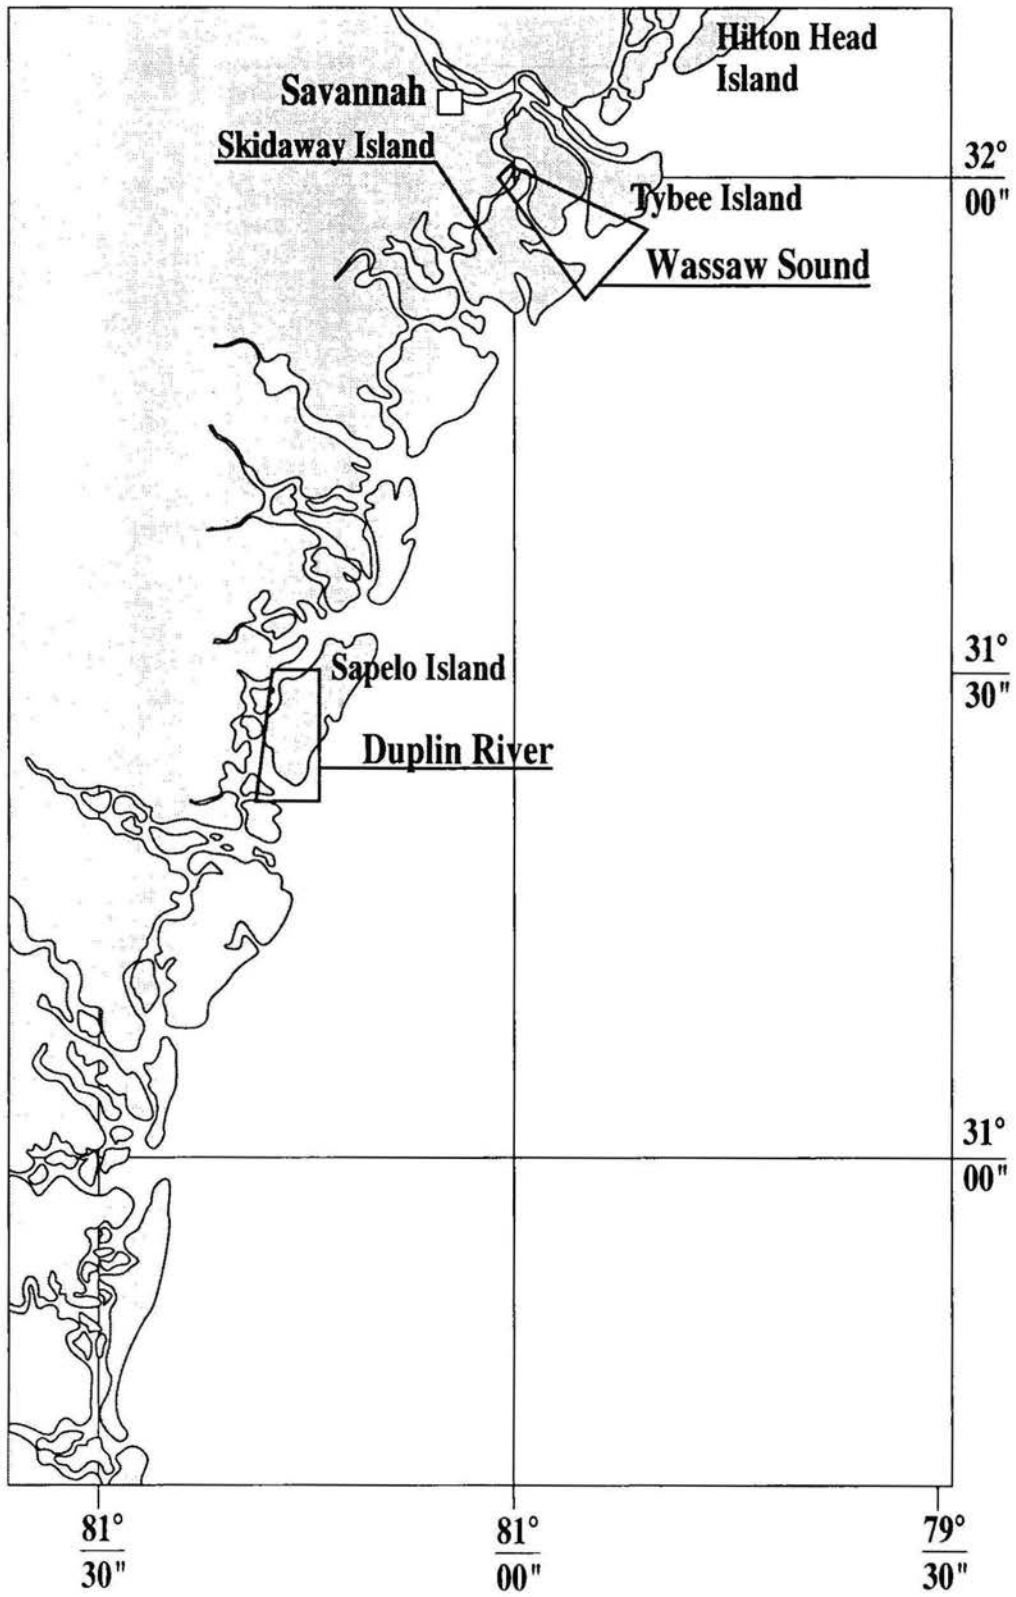 Hilton Head
Island
Savannah
Skidaway Island
32°
00"
Tybee Island
Wassaw Sound
31°
30"
Sapelo Island
Duplin River
31°
00"
81°
30"
81°
00"
79°
30"